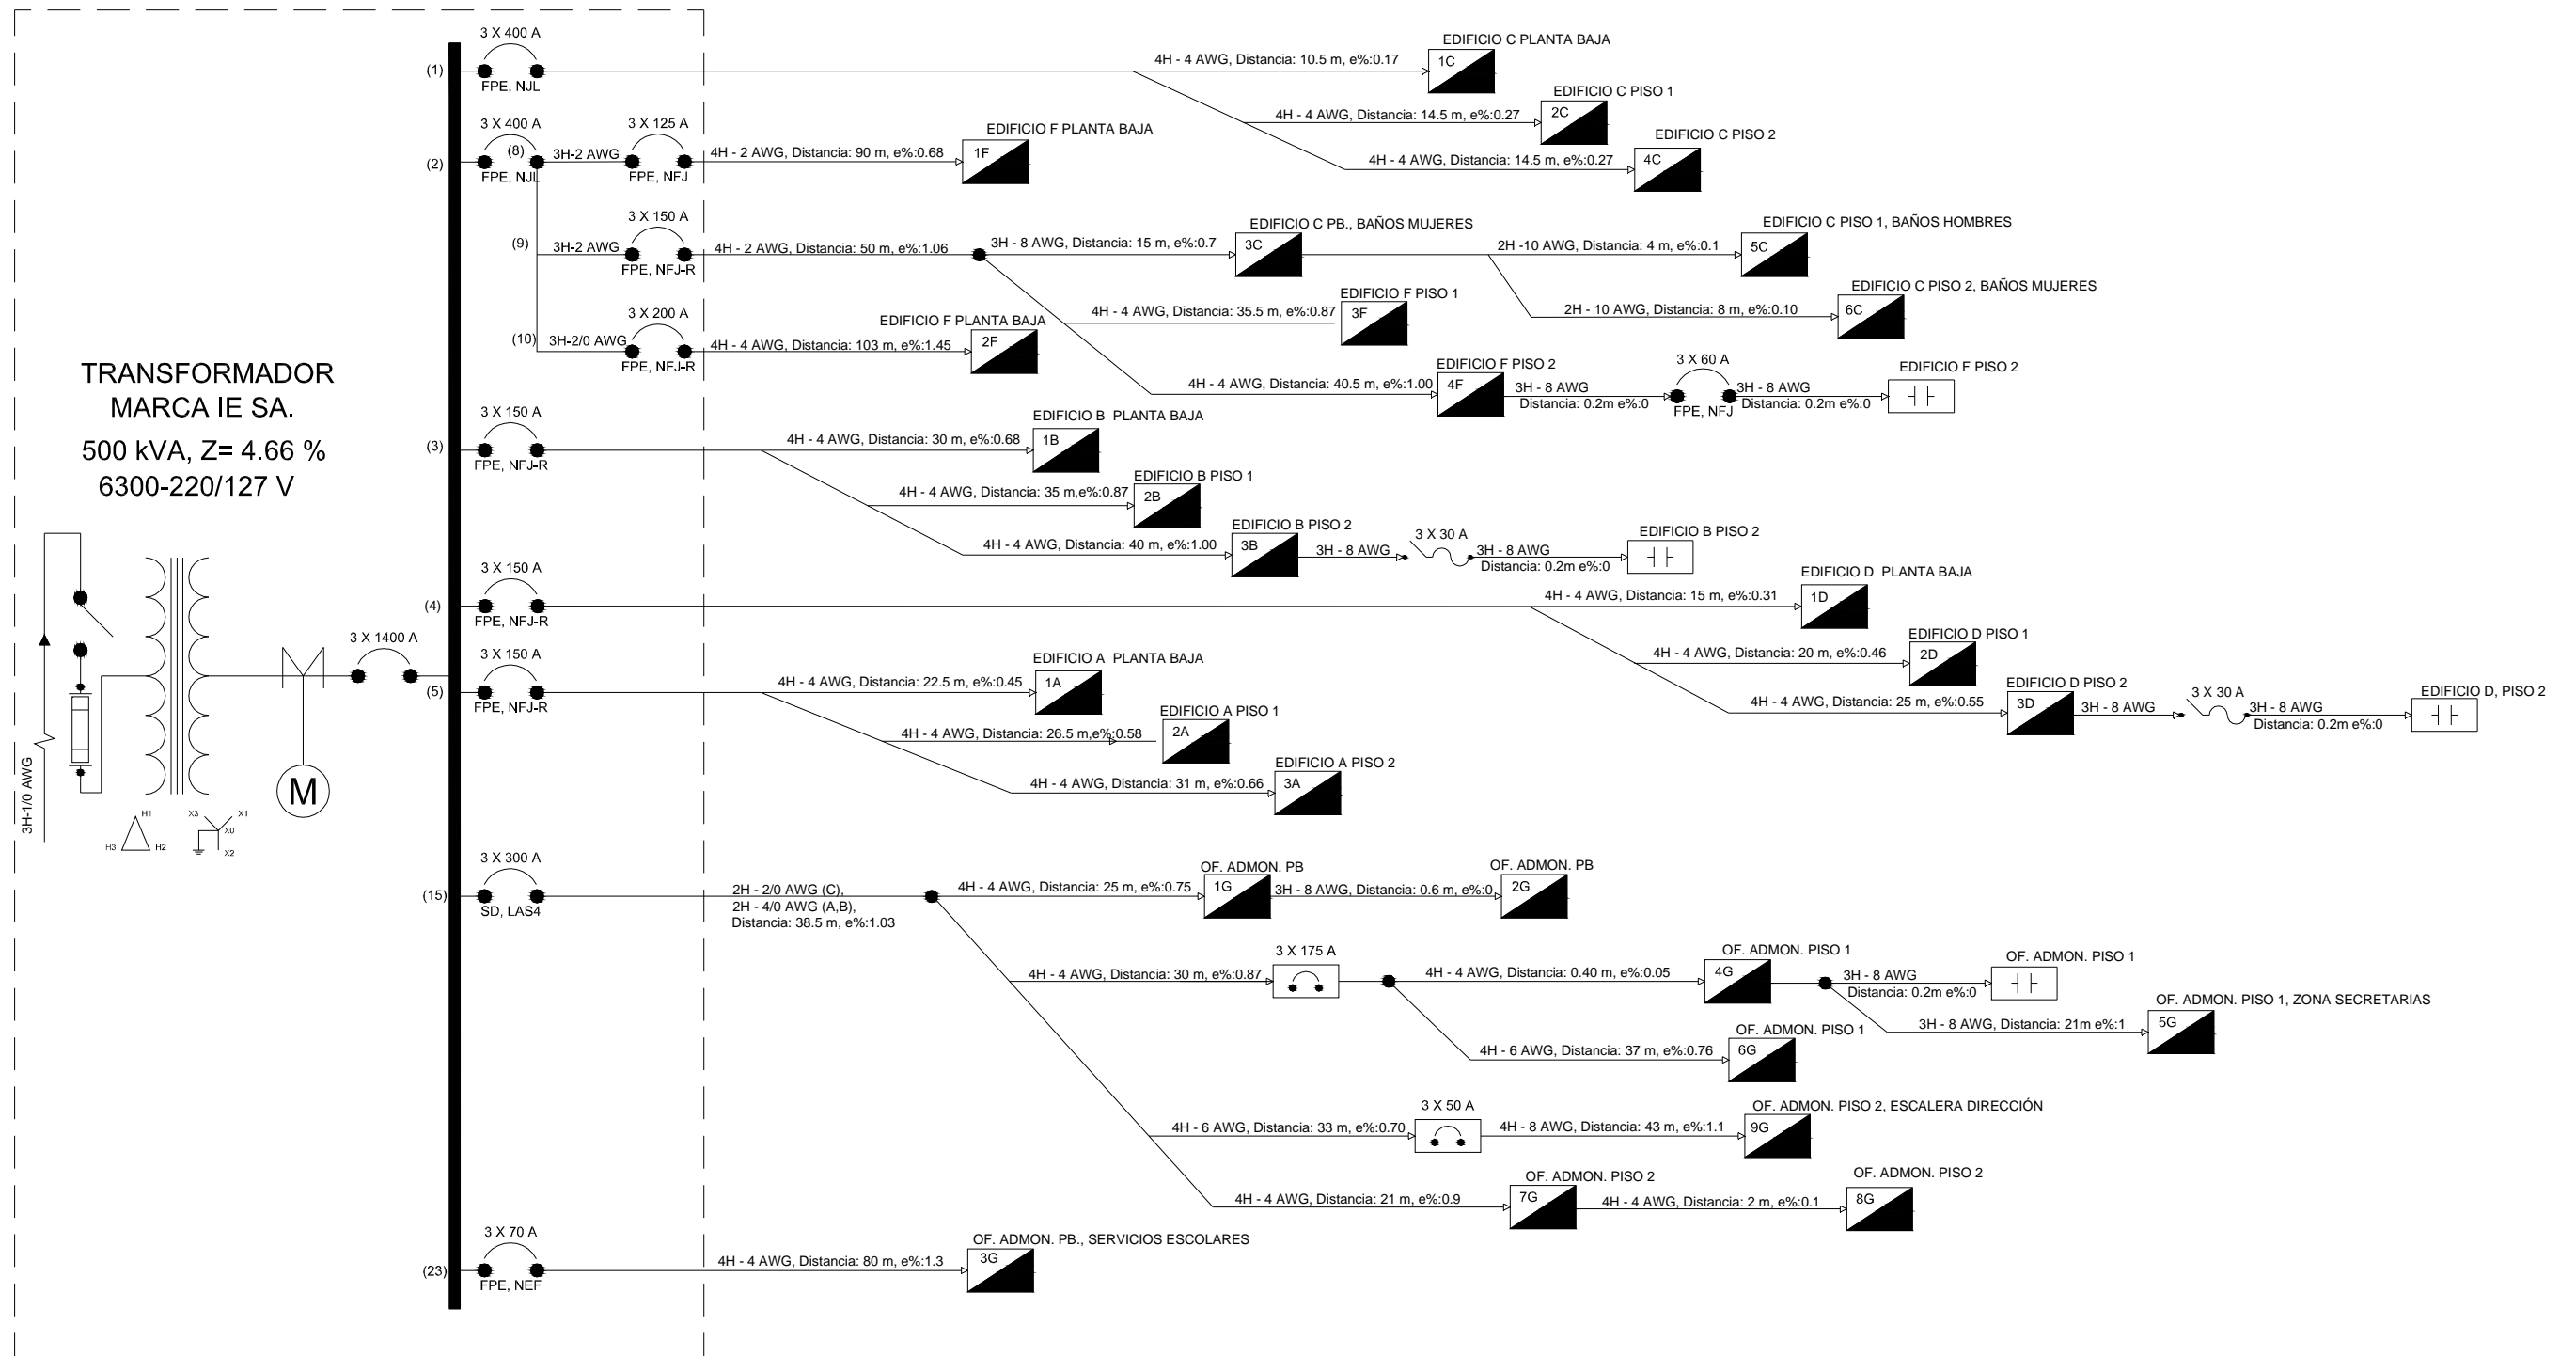 TRANSFORMADOR
MARCA IE SA.
500 kVA, Z= 4.66 %
6300-220/127 V
3H-1/0 AWG
H1
H3
H2
X3
X1
X0
X2
M
3 X 1400 A
(1)
3 X 400 A
FPE, NJL
4H - 4 AWG, Distancia: 10.5 m, e%:0.17
EDIFICIO C PLANTA BAJA
1C
4H - 4 AWG, Distancia: 14.5 m, e%:0.27
EDIFICIO C PISO 1
2C
4H - 4 AWG, Distancia: 14.5 m, e%:0.27
EDIFICIO C PISO 2
4C
(2)
3 X 400 A
FPE, NJL
(8)
3H-2 AWG
3 X 125 A
FPE, NFJ
4H - 2 AWG, Distancia: 90 m, e%:0.68
EDIFICIO F PLANTA BAJA
1F
(9)
3H-2 AWG
3 X 150 A
FPE, NFJ-R
4H - 2 AWG, Distancia: 50 m, e%:1.06
3H - 8 AWG, Distancia: 15 m, e%:0.7
EDIFICIO C PB., BAÑOS MUJERES
3C
2H -10 AWG, Distancia: 4 m, e%:0.1
EDIFICIO C PISO 1, BAÑOS HOMBRES
5C
2H - 10 AWG, Distancia: 8 m, e%:0.10
EDIFICIO C PISO 2, BAÑOS MUJERES
6C
4H - 4 AWG, Distancia: 35.5 m, e%:0.87
EDIFICIO F PISO 1
3F
4H - 4 AWG, Distancia: 40.5 m, e%:1.00
EDIFICIO F PISO 2
4F
3H - 8 AWG
Distancia: 0.2m e%:0
3 X 60 A
FPE, NFJ
3H - 8 AWG
Distancia: 0.2m e%:0
EDIFICIO F PISO 2
(10)
3H-2/0 AWG
3 X 200 A
FPE, NFJ-R
4H - 4 AWG, Distancia: 103 m, e%:1.45
EDIFICIO F PLANTA BAJA
2F
(3)
3 X 150 A
FPE, NFJ-R
4H - 4 AWG, Distancia: 30 m, e%:0.68
EDIFICIO B  PLANTA BAJA
1B
4H - 4 AWG, Distancia: 35 m,e%:0.87
EDIFICIO B PISO 1
2B
4H - 4 AWG, Distancia: 40 m, e%:1.00
EDIFICIO B PISO 2
3B
3H - 8 AWG
3 X 30 A
3H - 8 AWG
Distancia: 0.2m e%:0
EDIFICIO B PISO 2
(4)
3 X 150 A
FPE, NFJ-R
4H - 4 AWG, Distancia: 15 m, e%:0.31
EDIFICIO D  PLANTA BAJA
1D
4H - 4 AWG, Distancia: 20 m, e%:0.46
EDIFICIO D PISO 1
2D
4H - 4 AWG, Distancia: 25 m, e%:0.55
EDIFICIO D PISO 2
3D
3H - 8 AWG
3 X 30 A
3H - 8 AWG
Distancia: 0.2m e%:0
EDIFICIO D, PISO 2
(5)
3 X 150 A
FPE, NFJ-R
4H - 4 AWG, Distancia: 22.5 m, e%:0.45
EDIFICIO A  PLANTA BAJA
1A
4H - 4 AWG, Distancia: 26.5 m,e%:0.58
EDIFICIO A PISO 1
2A
4H - 4 AWG, Distancia: 31 m, e%:0.66
EDIFICIO A PISO 2
3A
(15)
3 X 300 A
SD, LAS4
2H - 2/0 AWG (C),
2H - 4/0 AWG (A,B),
Distancia: 38.5 m, e%:1.03
4H - 4 AWG, Distancia: 25 m, e%:0.75
OF. ADMON. PB
1G
3H - 8 AWG, Distancia: 0.6 m, e%:0
OF. ADMON. PB
2G
4H - 4 AWG, Distancia: 30 m, e%:0.87
3 X 175 A
4H - 4 AWG, Distancia: 0.40 m, e%:0.05
OF. ADMON. PISO 1
4G
3H - 8 AWG
Distancia: 0.2m e%:0
OF. ADMON. PISO 1
3H - 8 AWG, Distancia: 21m e%:1
OF. ADMON. PISO 1, ZONA SECRETARIAS
5G
4H - 6 AWG, Distancia: 37 m, e%:0.76
OF. ADMON. PISO 1
6G
4H - 6 AWG, Distancia: 33 m, e%:0.70
3 X 50 A
4H - 8 AWG, Distancia: 43 m, e%:1.1
OF. ADMON. PISO 2, ESCALERA DIRECCIÓN
9G
4H - 4 AWG, Distancia: 21 m, e%:0.9
OF. ADMON. PISO 2
7G
4H - 4 AWG, Distancia: 2 m, e%:0.1
OF. ADMON. PISO 2
8G
(23)
3 X 70 A
FPE, NEF
4H - 4 AWG, Distancia: 80 m, e%:1.3
OF. ADMON. PB., SERVICIOS ESCOLARES
3G